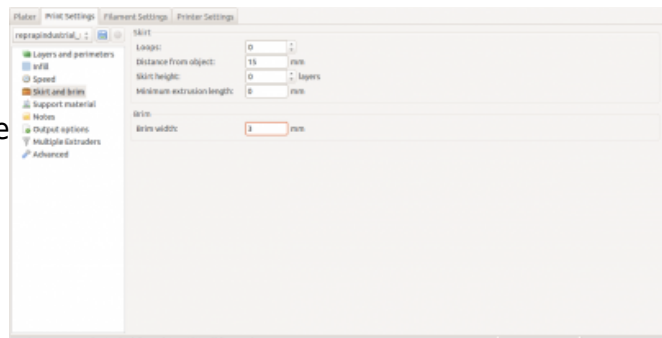 Plater Print Settings Filament Settings Printer Settings
reprapindustrial_
Layers and perimeters
Infill
Speed
Skirt and brim
Support material
Notes
Output options
Multiple Extruders
Advanced
Skirt
Loops: 0
Distance from object: 15 mm
Skirt height: 0 layers
Minimum extrusion length: 0 mm
Brim
Brim width: 3 mm
e